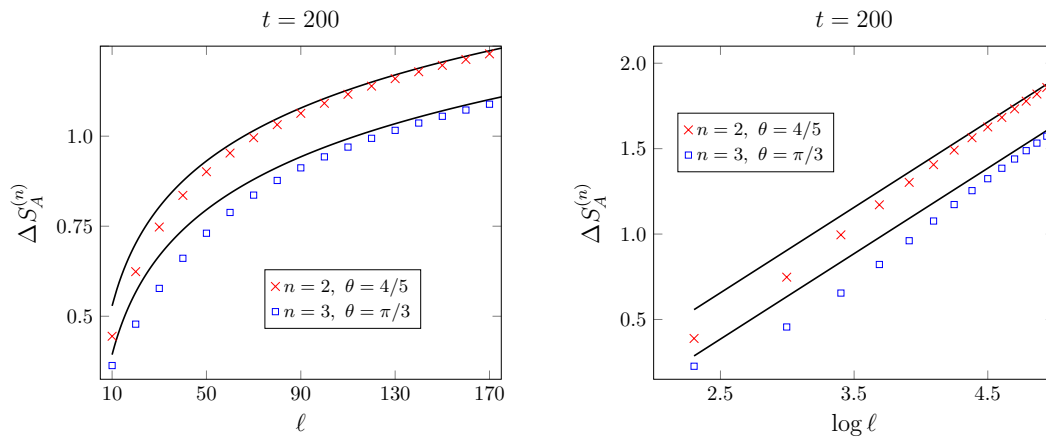 t = 200
ΔS_A^{(n)}
1.0
0.75
0.5
10
50
90
130
170
ℓ
n = 2, θ = 4/5
n = 3, θ = π/3
t = 200
ΔS_A^{(n)}
2.0
1.5
1.0
0.5
2.5
3.5
4.5
log ℓ
n = 2, θ = 4/5
n = 3, θ = π/3